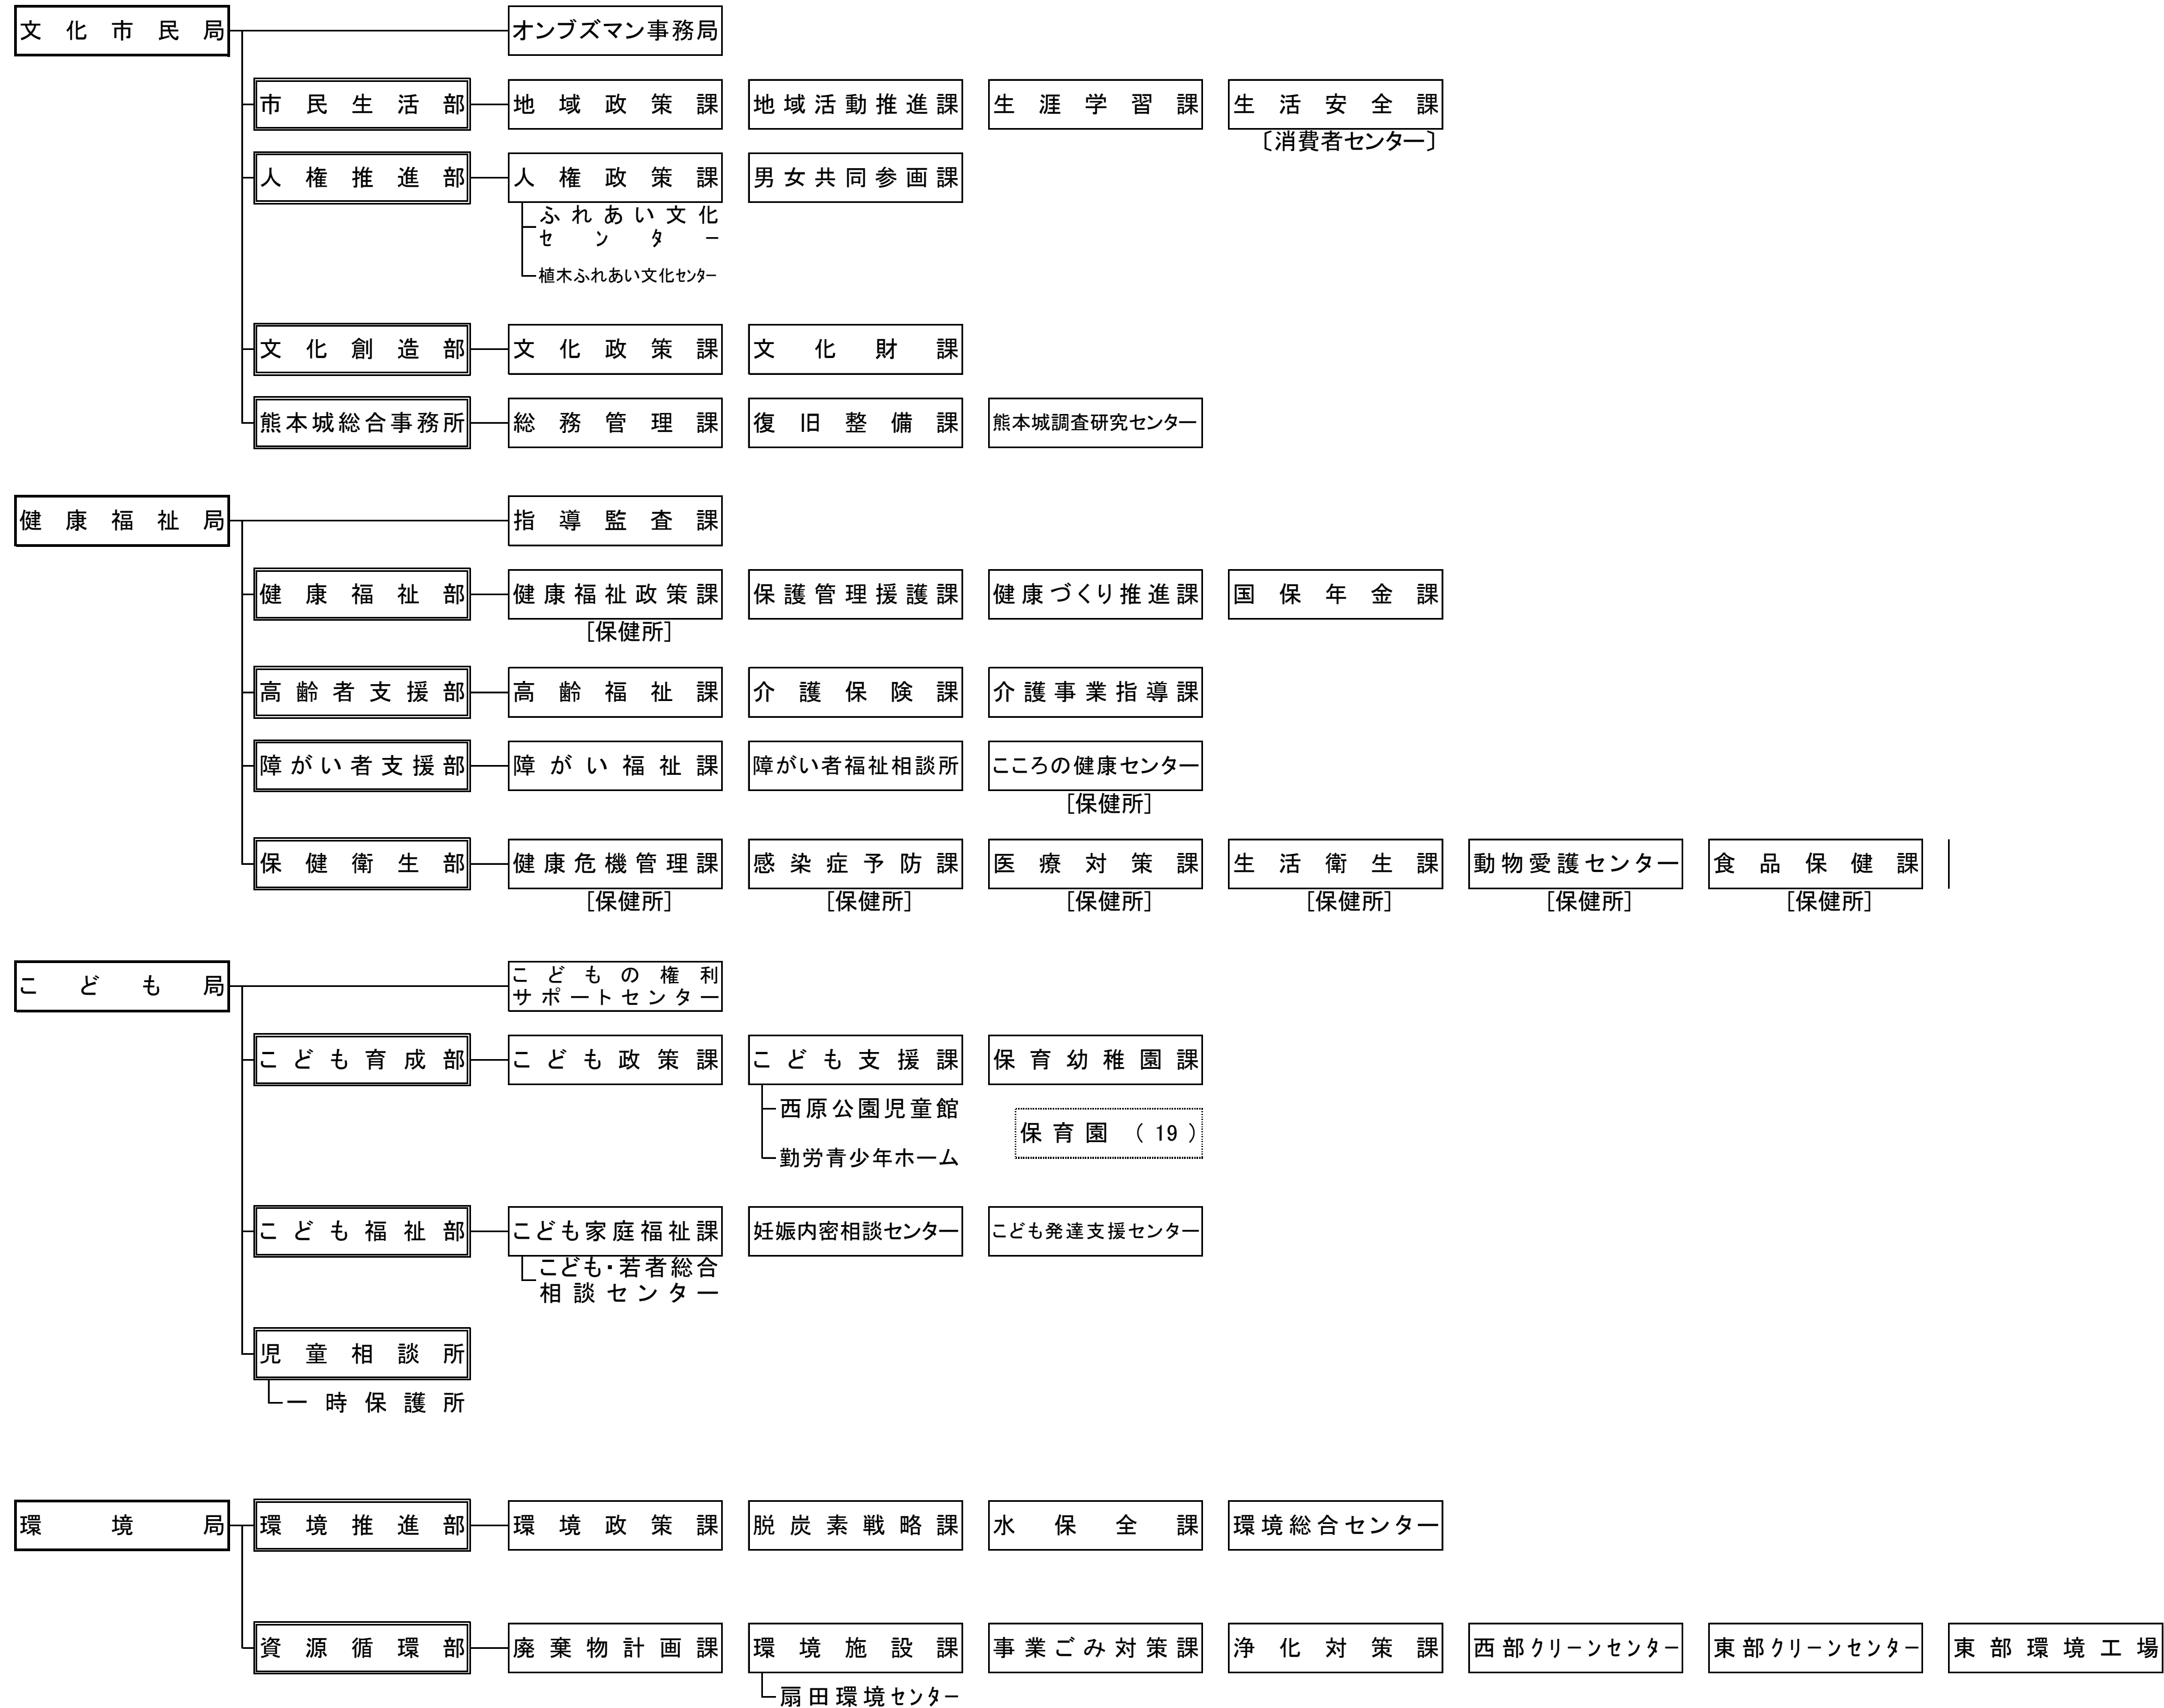 文化市民局 オンブズマン事務局
市民生活部 地域政策課 地域活動推進課 生涯学習課 生活安全課
〔消費者センター〕
人権推進部 人権政策課 男女共同参画課
ふれあい文化
センター
植木ふれあい文化センター
文化創造部 文化政策課 文化財課
熊本城総合事務所 総務管理課 復旧整備課 熊本城調査研究センター
健康福祉局 指導監査課
健康福祉部 健康福祉政策課 保護管理援護課 健康づくり推進課 国保年金課
[保健所]
高齢者支援部 高齢福祉課 介護保険課 介護事業指導課
障がい者支援部 障がい福祉課 障がい者福祉相談所 こころの健康センター
[保健所]
保健衛生部 健康危機管理課 感染症予防課 医療対策課 生活衛生課 動物愛護センター 食品保健課
[保健所] [保健所] [保健所] [保健所] [保健所] [保健所]
こども局 こどもの権利
サポートセンター
こども育成部 こども政策課 こども支援課 保育幼稚園課
西原公園児童館
保育園（19）
勤労青少年ホーム
こども福祉部 こども家庭福祉課 妊娠内密相談センター こども発達支援センター
こども・若者総合
相談センター
児童相談所
一時保護所
環境局 環境推進部 環境政策課 脱炭素戦略課 水保全課 環境総合センター
資源循環部 廃棄物計画課 環境施設課 事業ごみ対策課 浄化対策課 西部クリーンセンター 東部クリーンセンター 東部環境工場
扇田環境センター